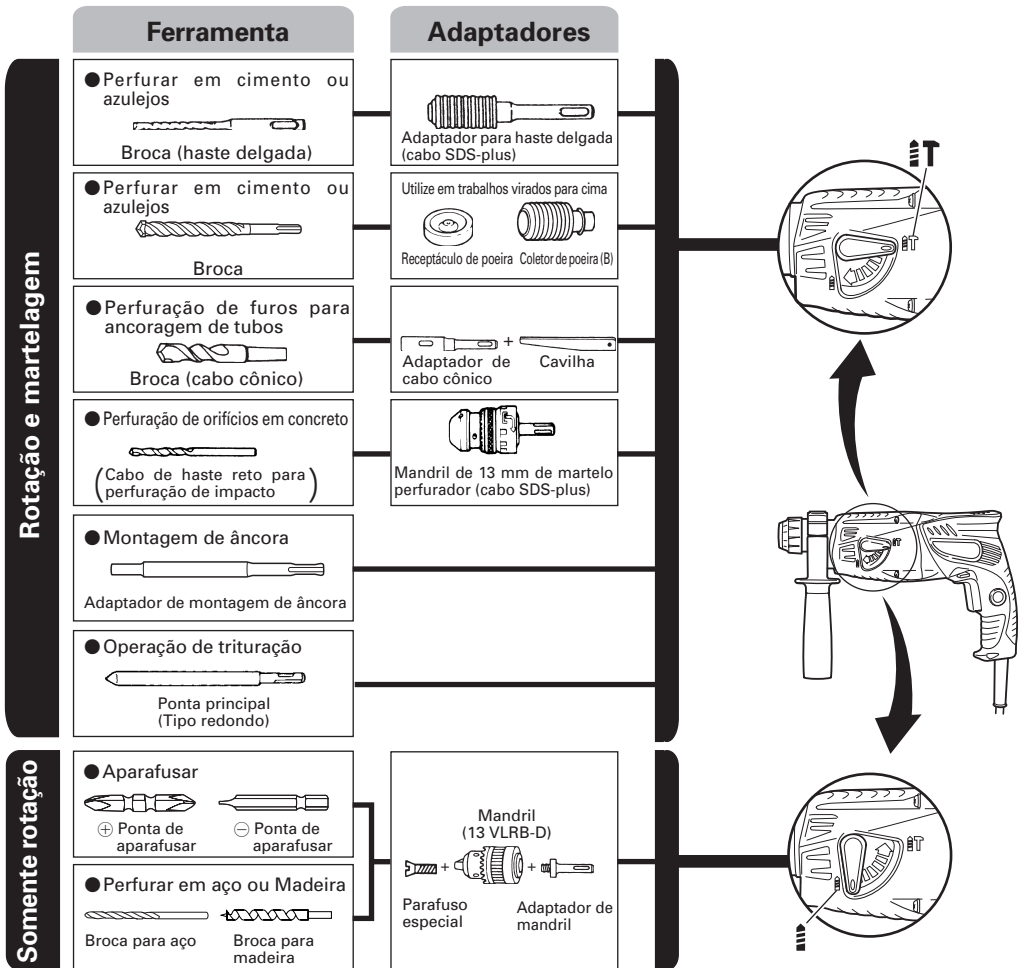 Ferramenta
Adaptadores
Rotação e martelagem
● Perfurar em cimento ou
azulejos
Broca (haste delgada)
Adaptador para haste delgada
(cabo SDS-plus)
● Perfurar em cimento ou
azulejos
Broca
Utilize em trabalhos virados para cima
Receptáculo de poeira Coletor de poeira (B)
● Perfuração de furos para
ancoragem de tubos
Broca (cabo cônico)
+
Adaptador de
cabo cônico
Cavilha
● Perfuração de orifícios em concreto
(Cabo de haste reto para
perfuração de impacto)
Mandril de 13 mm de martelo
perfurador (cabo SDS-plus)
● Montagem de âncora
Adaptador de montagem de âncora
● Operação de trituração
Ponta principal
(Tipo redondo)
Somente rotação
● Aparafusar
⊕ Ponta de
aparafusar
⊖ Ponta de
aparafusar
● Perfurar em aço ou Madeira
Broca para aço
Broca para
madeira
Mandril
(13 VLRB-D)
+ +
Parafuso
especial
Adaptador de
mandril